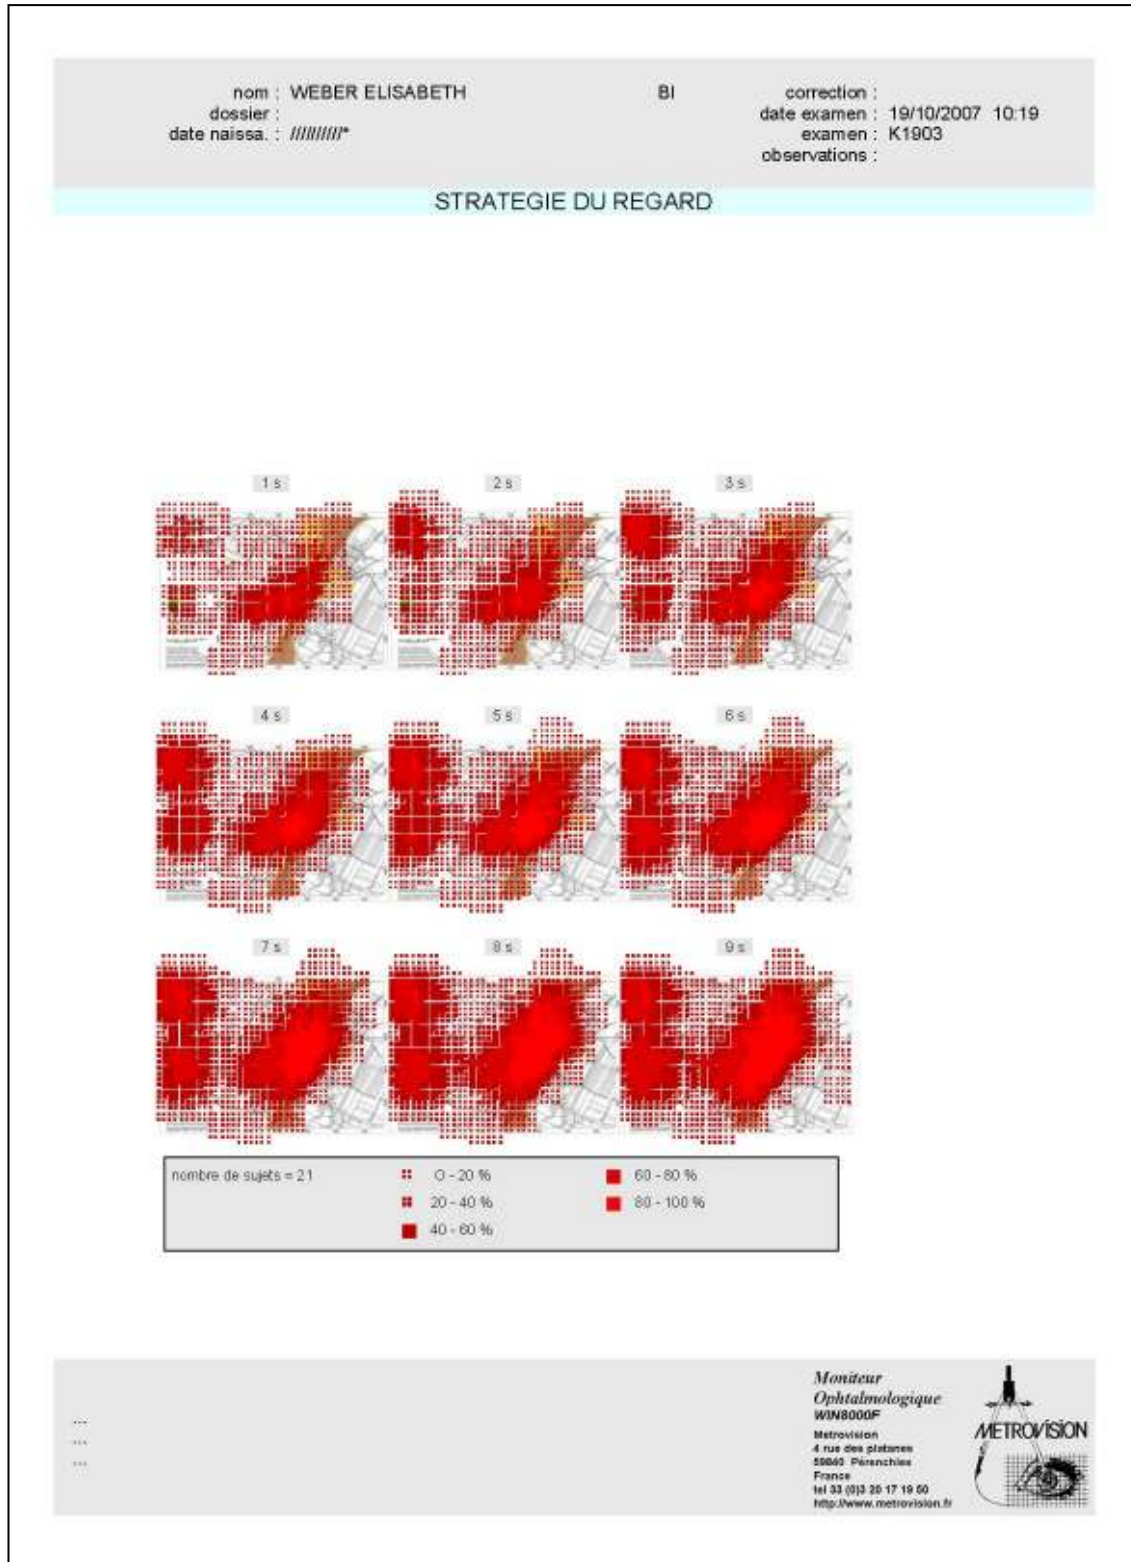 nom : WEBER ELISABETH
dossier :
date naissa. : //////////*
BI
correction :
date examen : 19/10/2007 10:19
examen : K1903
observations :
STRATEGIE DU REGARD
1 s
2 s
3 s
4 s
5 s
6 s
7 s
8 s
9 s
nombre de sujets = 21
0 - 20 %
20 - 40 %
40 - 60 %
60 - 80 %
80 - 100 %
...
...
...
Moniteur
Ophtalmologique
WIN8000F
Metrovision
4 rue des platanes
59840 Pérenchies
France
tel 33 (0)3 20 17 19 50
http://www.metrovision.fr
METROVISION